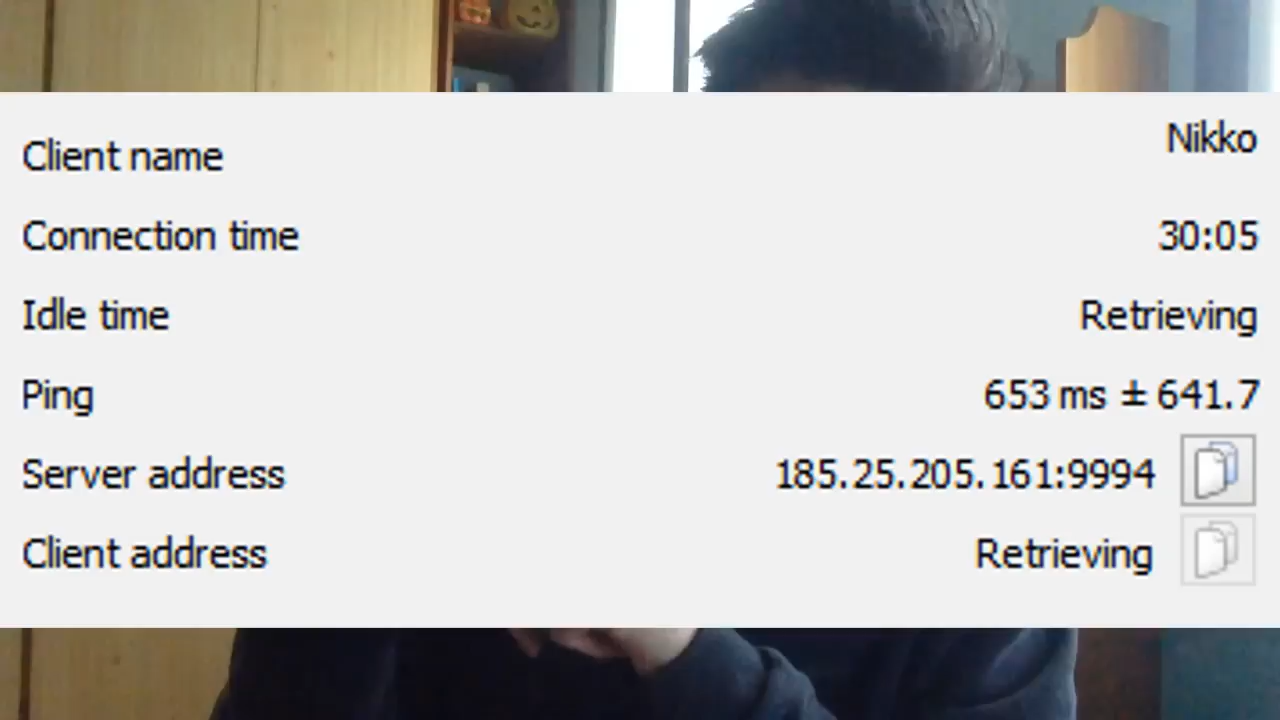 Client name Nikko
Connection time 30:05
Idle time Retrieving
Ping 653 ms ± 641.7
Server address 185.25.205.161:9994
Client address Retrieving